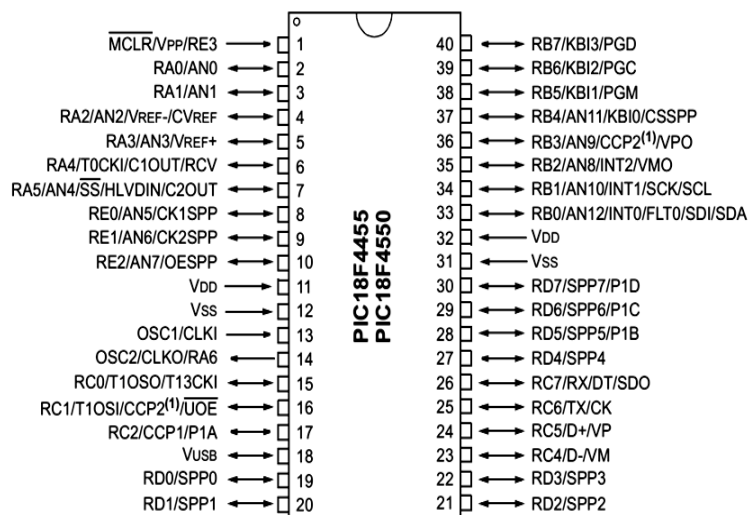 MCLR/VPP/RE3 1 40 RB7/KBI3/PGD
RA0/AN0 2 39 RB6/KBI2/PGC
RA1/AN1 3 38 RB5/KBI1/PGM
RA2/AN2/VREF-/CVREF 4 37 RB4/AN11/KBI0/CSSPP
RA3/AN3/VREF+ 5 36 RB3/AN9/CCP2(1)/VPO
RA4/T0CKI/C1OUT/RCV 6 35 RB2/AN8/INT2/VMO
RA5/AN4/SS/HLVDIN/C2OUT 7 34 RB1/AN10/INT1/SCK/SCL
RE0/AN5/CK1SPP 8 33 RB0/AN12/INT0/FLT0/SDI/SDA
RE1/AN6/CK2SPP 9 32 VDD
RE2/AN7/OESPP 10 31 VSS
VDD 11 30 RD7/SPP7/P1D
VSS 12 29 RD6/SPP6/P1C
OSC1/CLKI 13 28 RD5/SPP5/P1B
OSC2/CLKO/RA6 14 27 RD4/SPP4
RC0/T1OSO/T13CKI 15 26 RC7/RX/DT/SDO
RC1/T1OSI/CCP2(1)/UOE 16 25 RC6/TX/CK
RC2/CCP1/P1A 17 24 RC5/D+/VP
VUSB 18 23 RC4/D-/VM
RD0/SPP0 19 22 RD3/SPP3
RD1/SPP1 20 21 RD2/SPP2
PIC18F4455
PIC18F4550